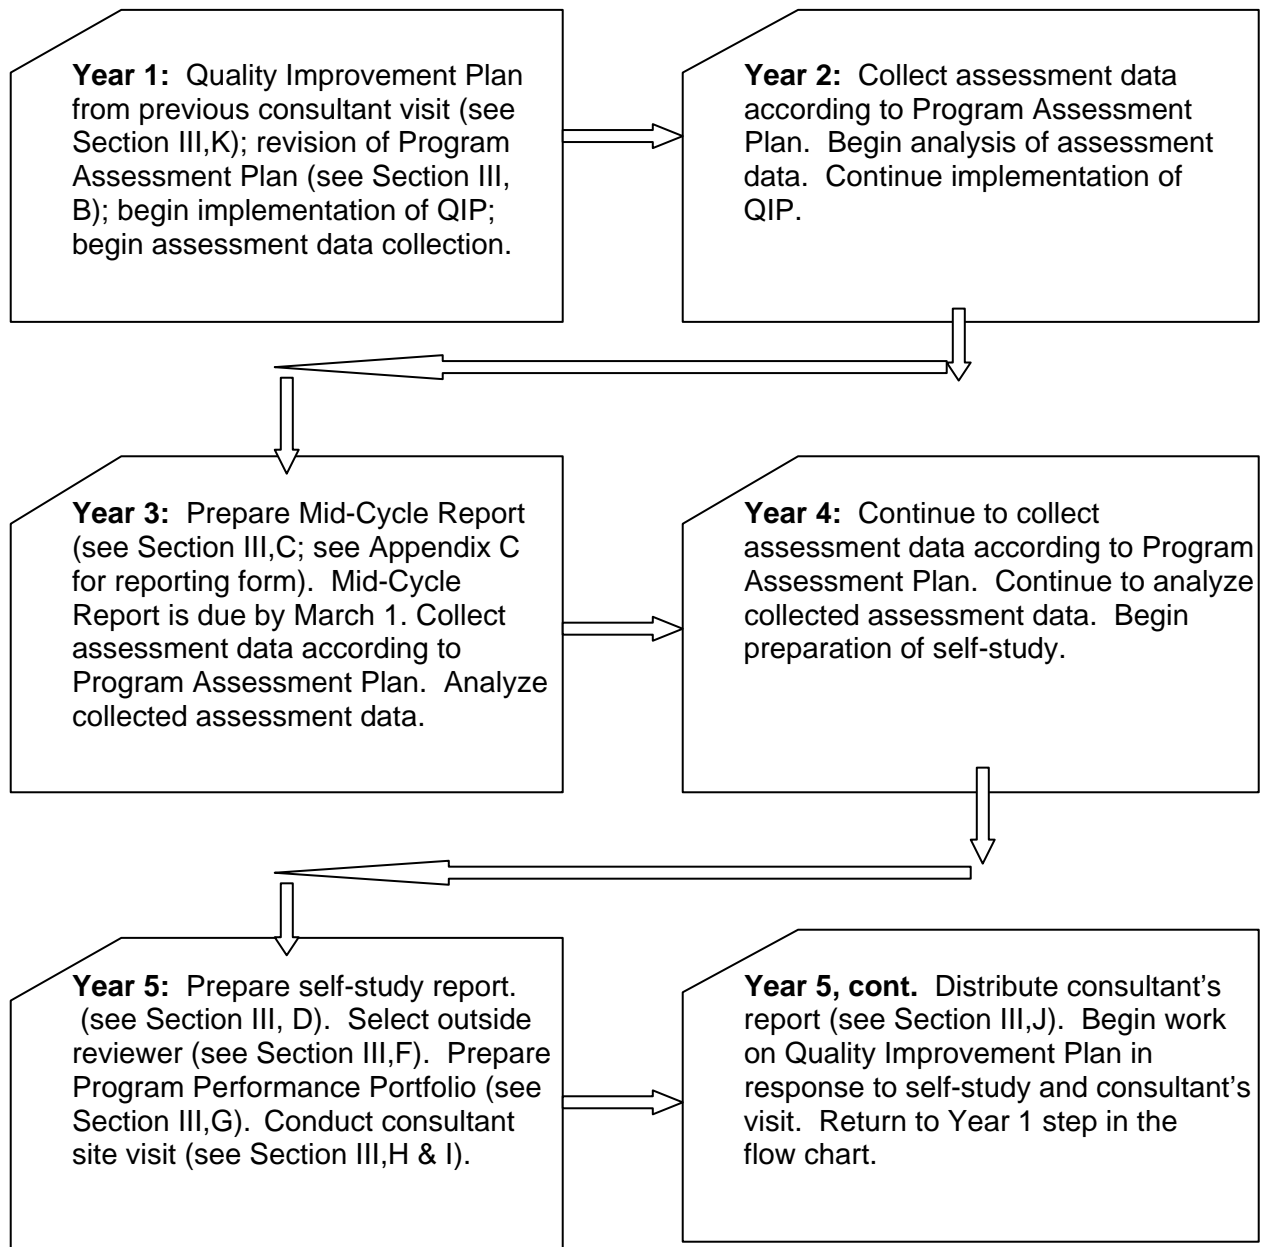 Year 1: Quality Improvement Plan
from previous consultant visit (see
Section III,K); revision of Program
Assessment Plan (see Section III,
B); begin implementation of QIP;
begin assessment data collection.
Year 2: Collect assessment data
according to Program Assessment
Plan. Begin analysis of assessment
data. Continue implementation of
QIP.
Year 3: Prepare Mid-Cycle Report
(see Section III,C; see Appendix C
for reporting form). Mid-Cycle
Report is due by March 1. Collect
assessment data according to
Program Assessment Plan. Analyze
collected assessment data.
Year 4: Continue to collect
assessment data according to Program
Assessment Plan. Continue to analyze
collected assessment data. Begin
preparation of self-study.
Year 5: Prepare self-study report.
(see Section III, D). Select outside
reviewer (see Section III,F). Prepare
Program Performance Portfolio (see
Section III,G). Conduct consultant
site visit (see Section III,H & I).
Year 5, cont. Distribute consultant’s
report (see Section III,J). Begin work
on Quality Improvement Plan in
response to self-study and consultant’s
visit. Return to Year 1 step in the
flow chart.